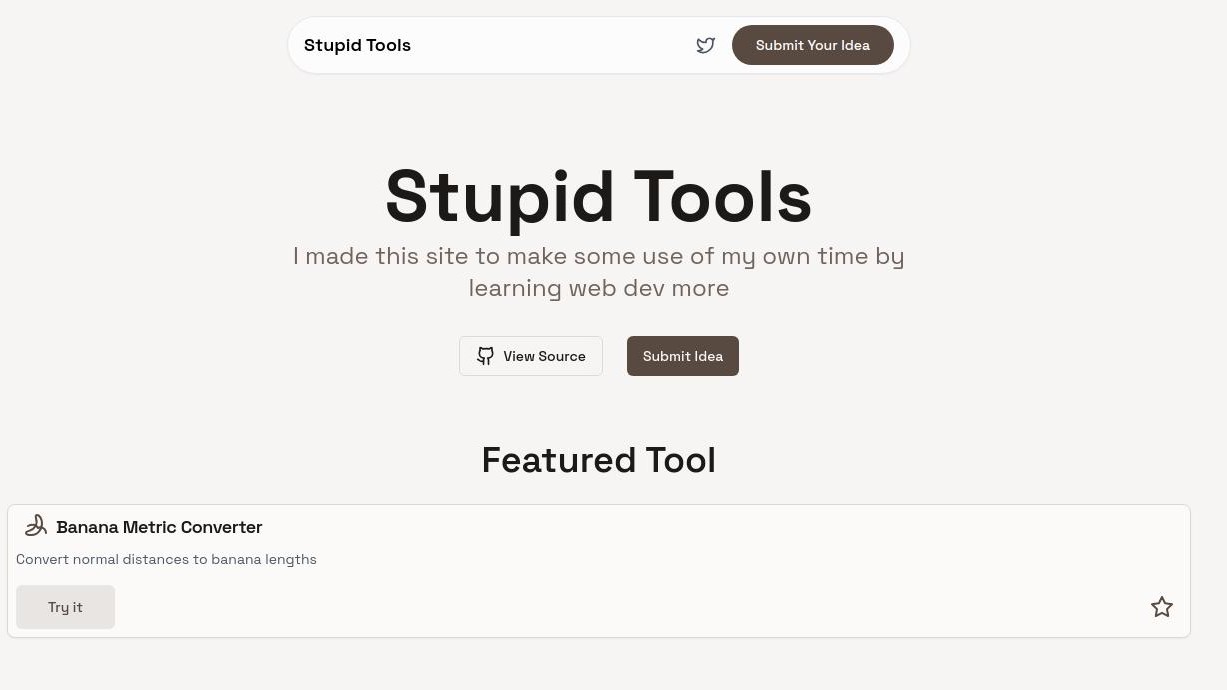 Stupid Tools
Submit Your Idea
Stupid Tools
I made this site to make some use of my own time by
learning web dev more
View Source
Submit Idea
Featured Tool
Banana Metric Converter
Convert normal distances to banana lengths
Try it